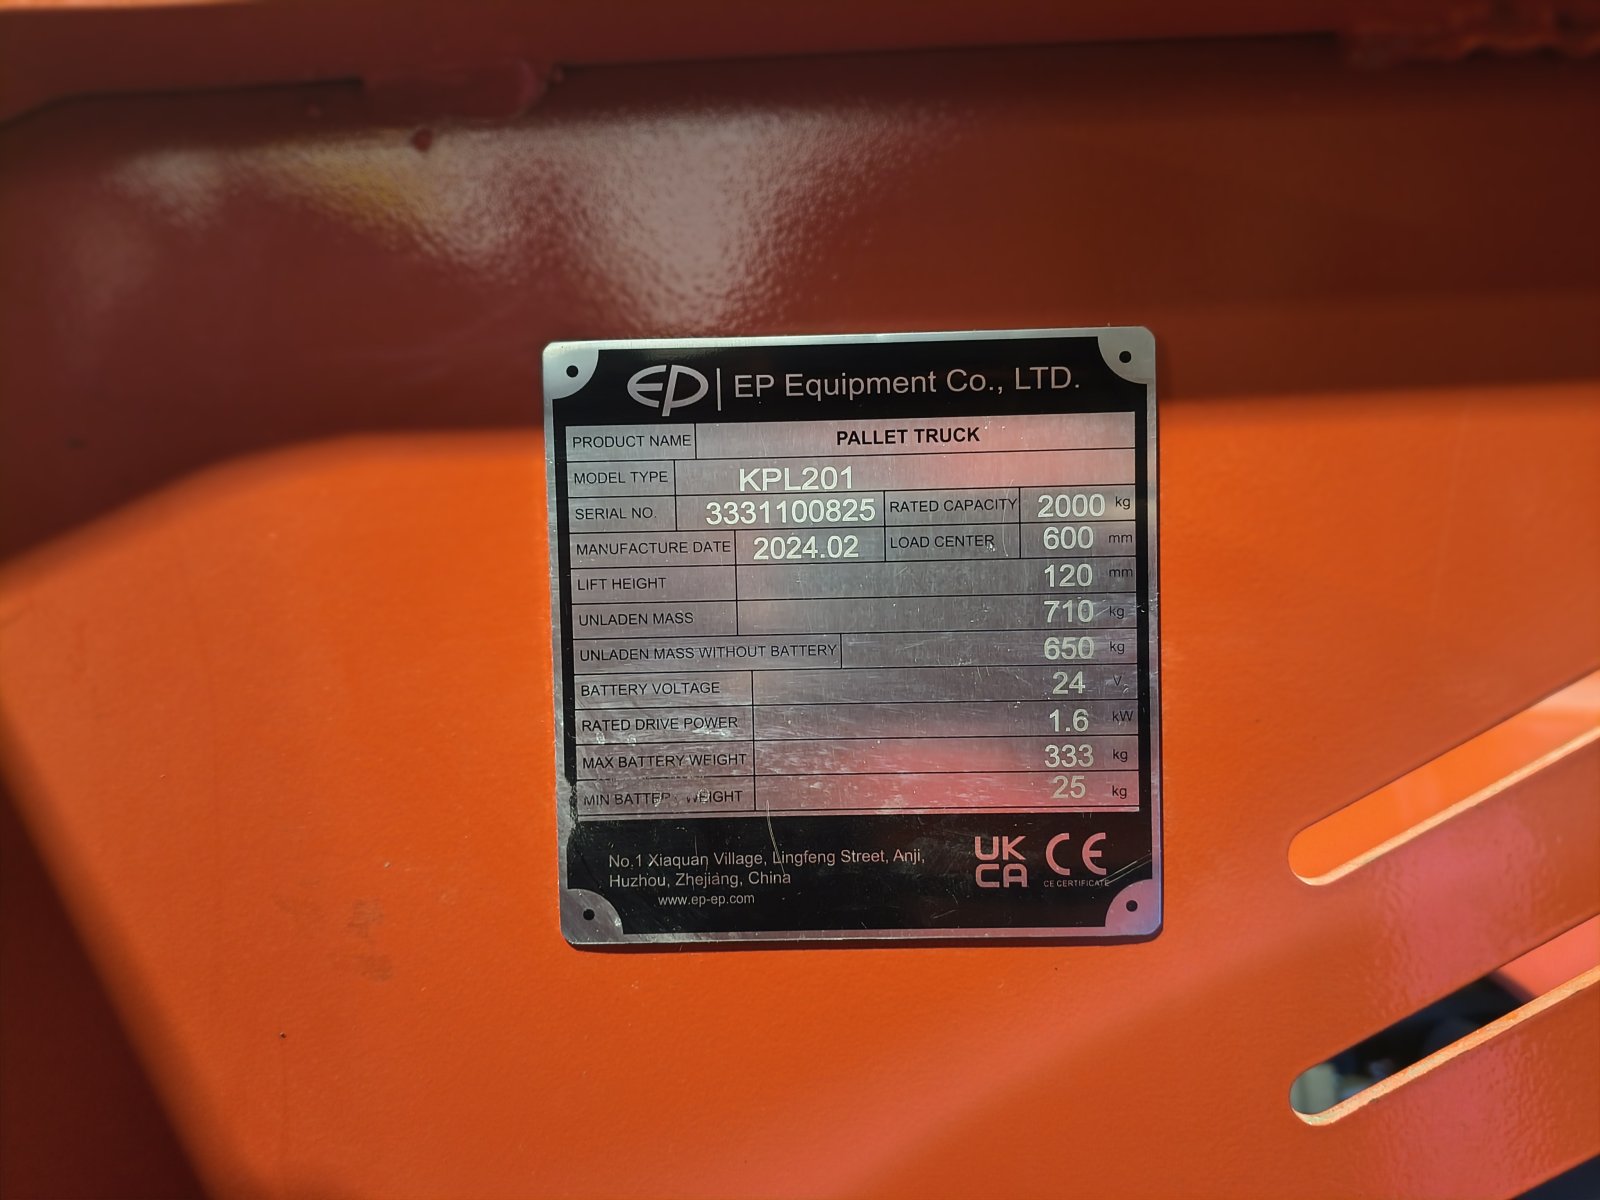 EP | EP Equipment Co., LTD.
PRODUCT NAME PALLET TRUCK
MODEL TYPE KPL201
SERIAL NO. 3331100825 RATED CAPACITY 2000 kg
MANUFACTURE DATE 2024.02 LOAD CENTER 600 mm
LIFT HEIGHT 120 mm
UNLADEN MASS 710 kg
UNLADEN MASS WITHOUT BATTERY 650 kg
BATTERY VOLTAGE 24 V
RATED DRIVE POWER 1.6 kW
MAX BATTERY WEIGHT 333 kg
MIN BATTERY WEIGHT 25 kg
No.1 Xiaquan Village, Lingfeng Street, Anji,
Huzhou, Zhejiang, China
www.ep-ep.com
UK
CA
CE
CE CERTIFICATE